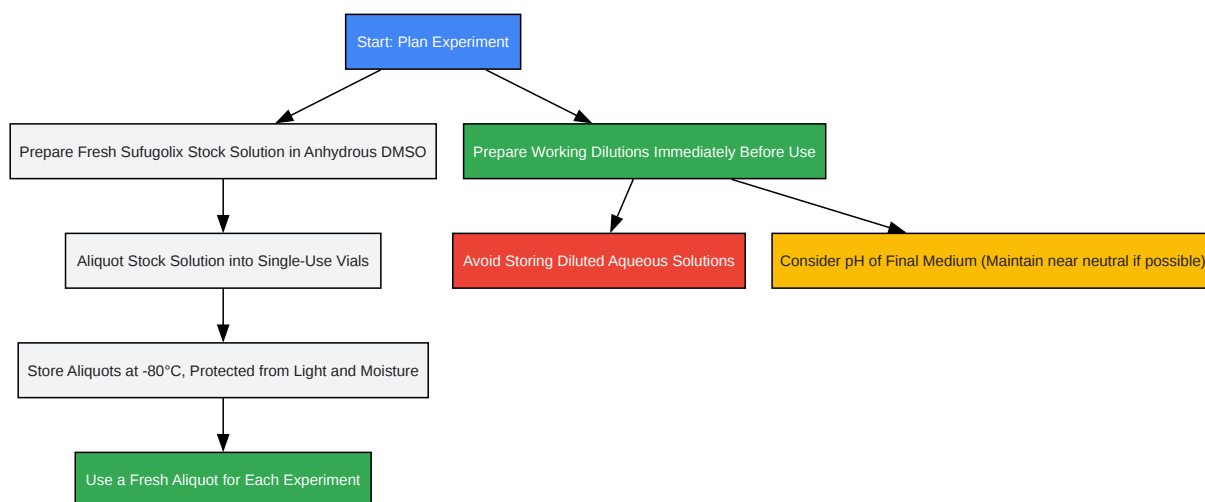 Start: Plan Experiment
Prepare Fresh Sufugolix Stock Solution in Anhydrous DMSO
Prepare Working Dilutions Immediately Before Use
Aliquot Stock Solution into Single-Use Vials
Avoid Storing Diluted Aqueous Solutions
Consider pH of Final Medium (Maintain near neutral if possible)
Store Aliquots at -80°C, Protected from Light and Moisture
Use a Fresh Aliquot for Each Experiment